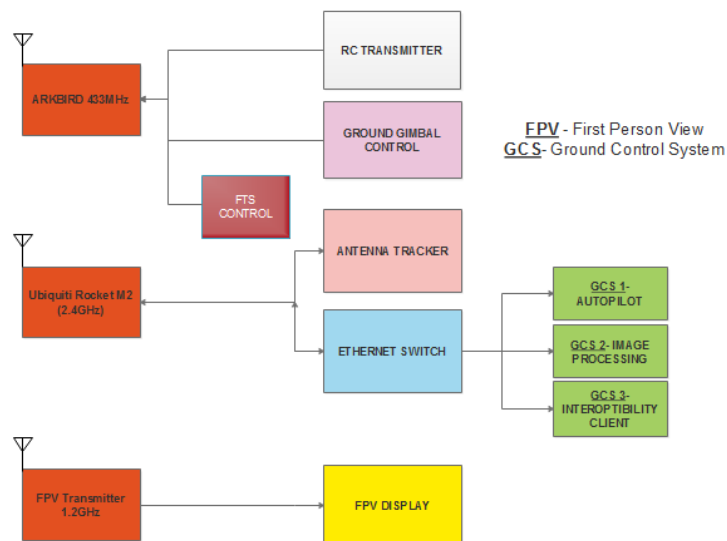 RC TRANSMITTER
ARKBIRD 433MHz
GROUND GIMBAL
CONTROL
FPV - First Person View
GCS- Ground Control System
FTS
CONTROL
ANTENNA TRACKER
Ubiquiti Rocket M2
(2.4GHz)
ETHERNET SWITCH
GCS 1-
AUTOPILOT
GCS 2- IMAGE
PROCESSING
GCS 3-
INTEROPTIBILITY
CLIENT
FPV Transmitter
1.2GHz
FPV DISPLAY